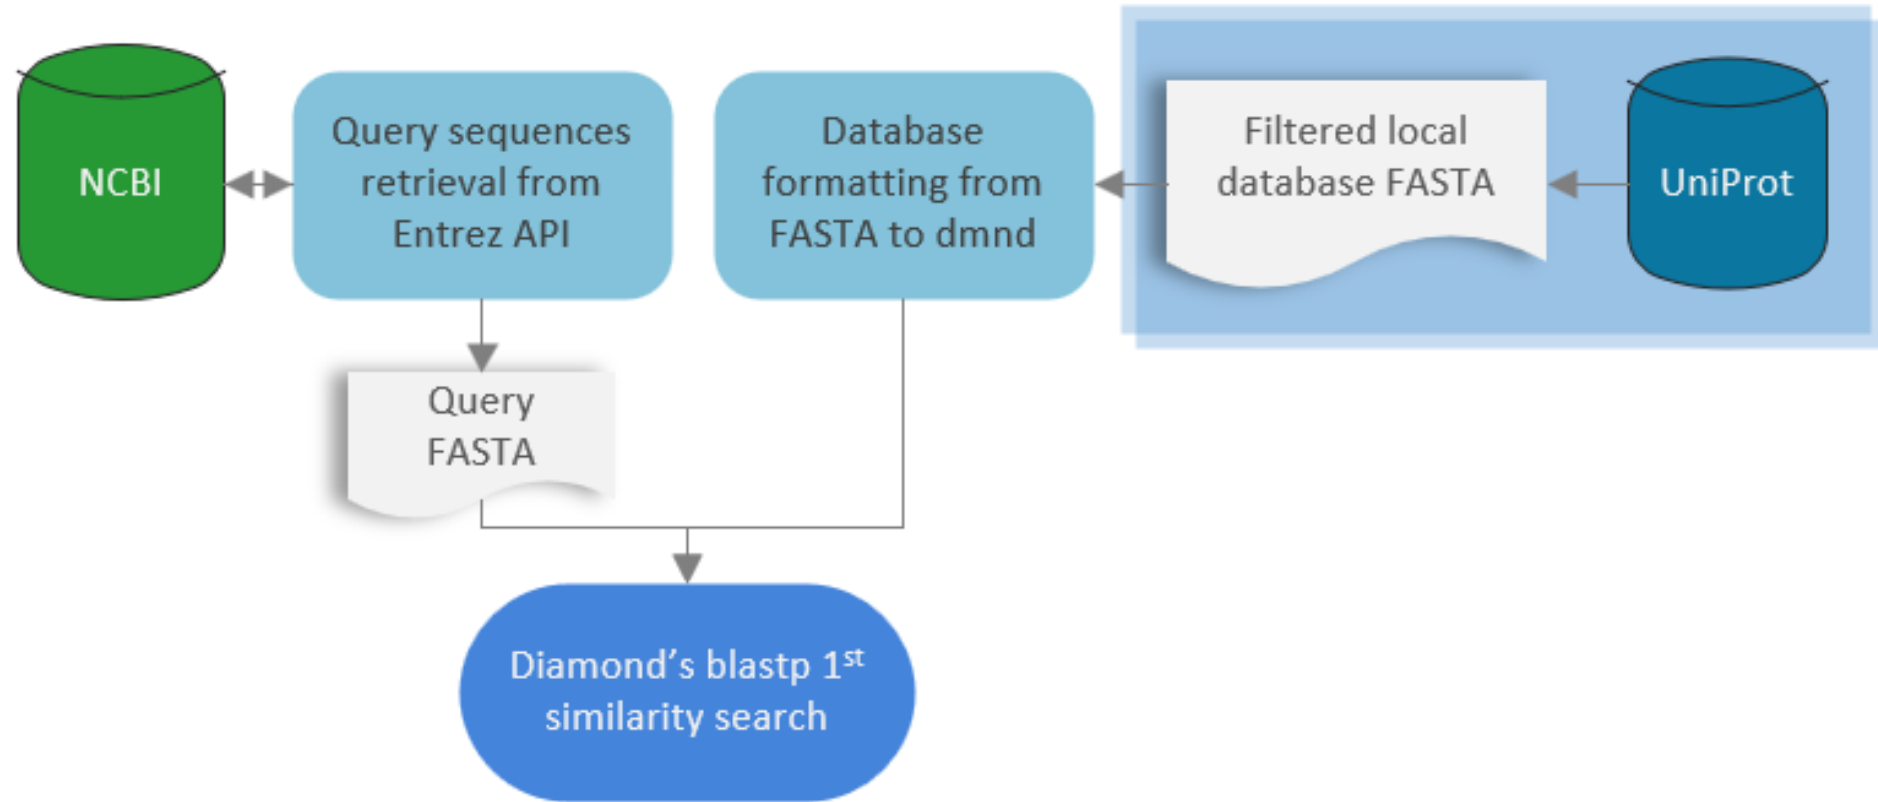 NCBI
Query sequences
retrieval from
Entrez API
Database
formatting from
FASTA to dmnd
Filtered local
database FASTA
UniProt
Query
FASTA
Diamond’s blastp 1st
similarity search